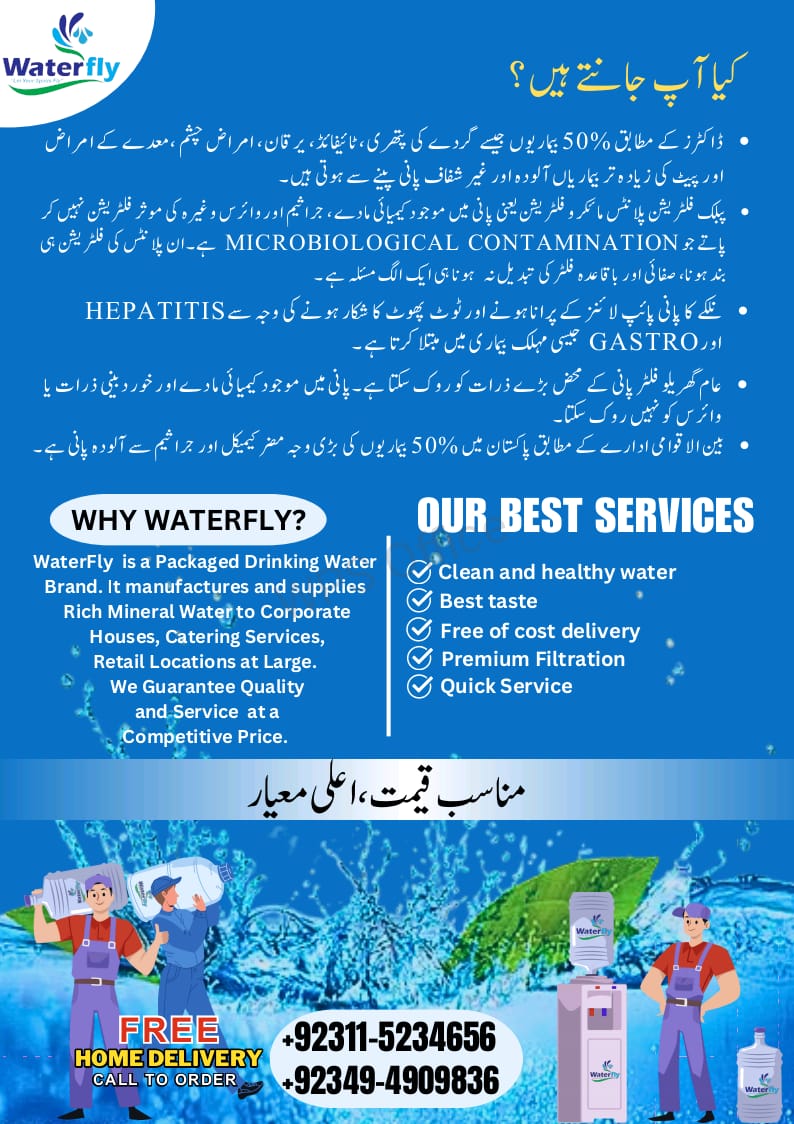 Waterfly
کیا آپ جانتے ہیں؟
ڈاکٹرز کے مطابق %50 بیماریوں جیسے گردے کی پتھری، ٹائیفائڈ، یرقان، امراض چشم، معدے کے امراض
اور پیٹ کی زیادہ تر بیماریاں آلودہ اور غیر شفاف پانی پینے سے ہوتی ہیں۔
پبلک فلٹریشن پلانٹس مائکرو فلٹریشن یعنی پانی میں موجود کیمیائی مادے، جراثیم اور وائرس وغیرہ کی موثر فلٹریشن نہیں کر
پاتے جو MICROBIOLOGICAL CONTAMINATION ہے۔ ان پلانٹس کی فلٹریشن ہی
بند ہونا، صفائی اور باقاعدہ فلٹر کی تبدیل نہ ہونا ہی ایک الگ مسئلہ ہے۔
نلکے کا پانی پائپ لائنز کے پرانا ہونے اور ٹوٹ پھوٹ کا شکار ہونے کی وجہ سے HEPATITIS
اور GASTRO جیسی مہلک بیماری میں مبتلا کرتا ہے۔
عام گھریلو فلٹر پانی کے محض بڑے ذرات کو روک سکتا ہے۔ پانی میں موجود کیمیائی مادے اور خوردبینی ذرات یا
وائرس کو نہیں روک سکتا۔
بین الاقوامی ادارے کے مطابق پاکستان میں %50 بیماریوں کی بڑی وجہ مضر کیمیکل اور جراثیم سے آلودہ پانی ہے۔
WHY WATERFLY?
WaterFly is a Packaged Drinking Water
Brand. It manufactures and supplies
Rich Mineral Water to Corporate
Houses, Catering Services,
Retail Locations at Large.
We Guarantee Quality
and Service at a
Competitive Price.
OUR BEST SERVICES
Clean and healthy water
Best taste
Free of cost delivery
Premium Filtration
Quick Service
مناسب قیمت، اعلی معیار
FREE
HOME DELIVERY
CALL TO ORDER
+92311-5234656
+92349-4909836
Waterfly
Waterfly
Waterfly